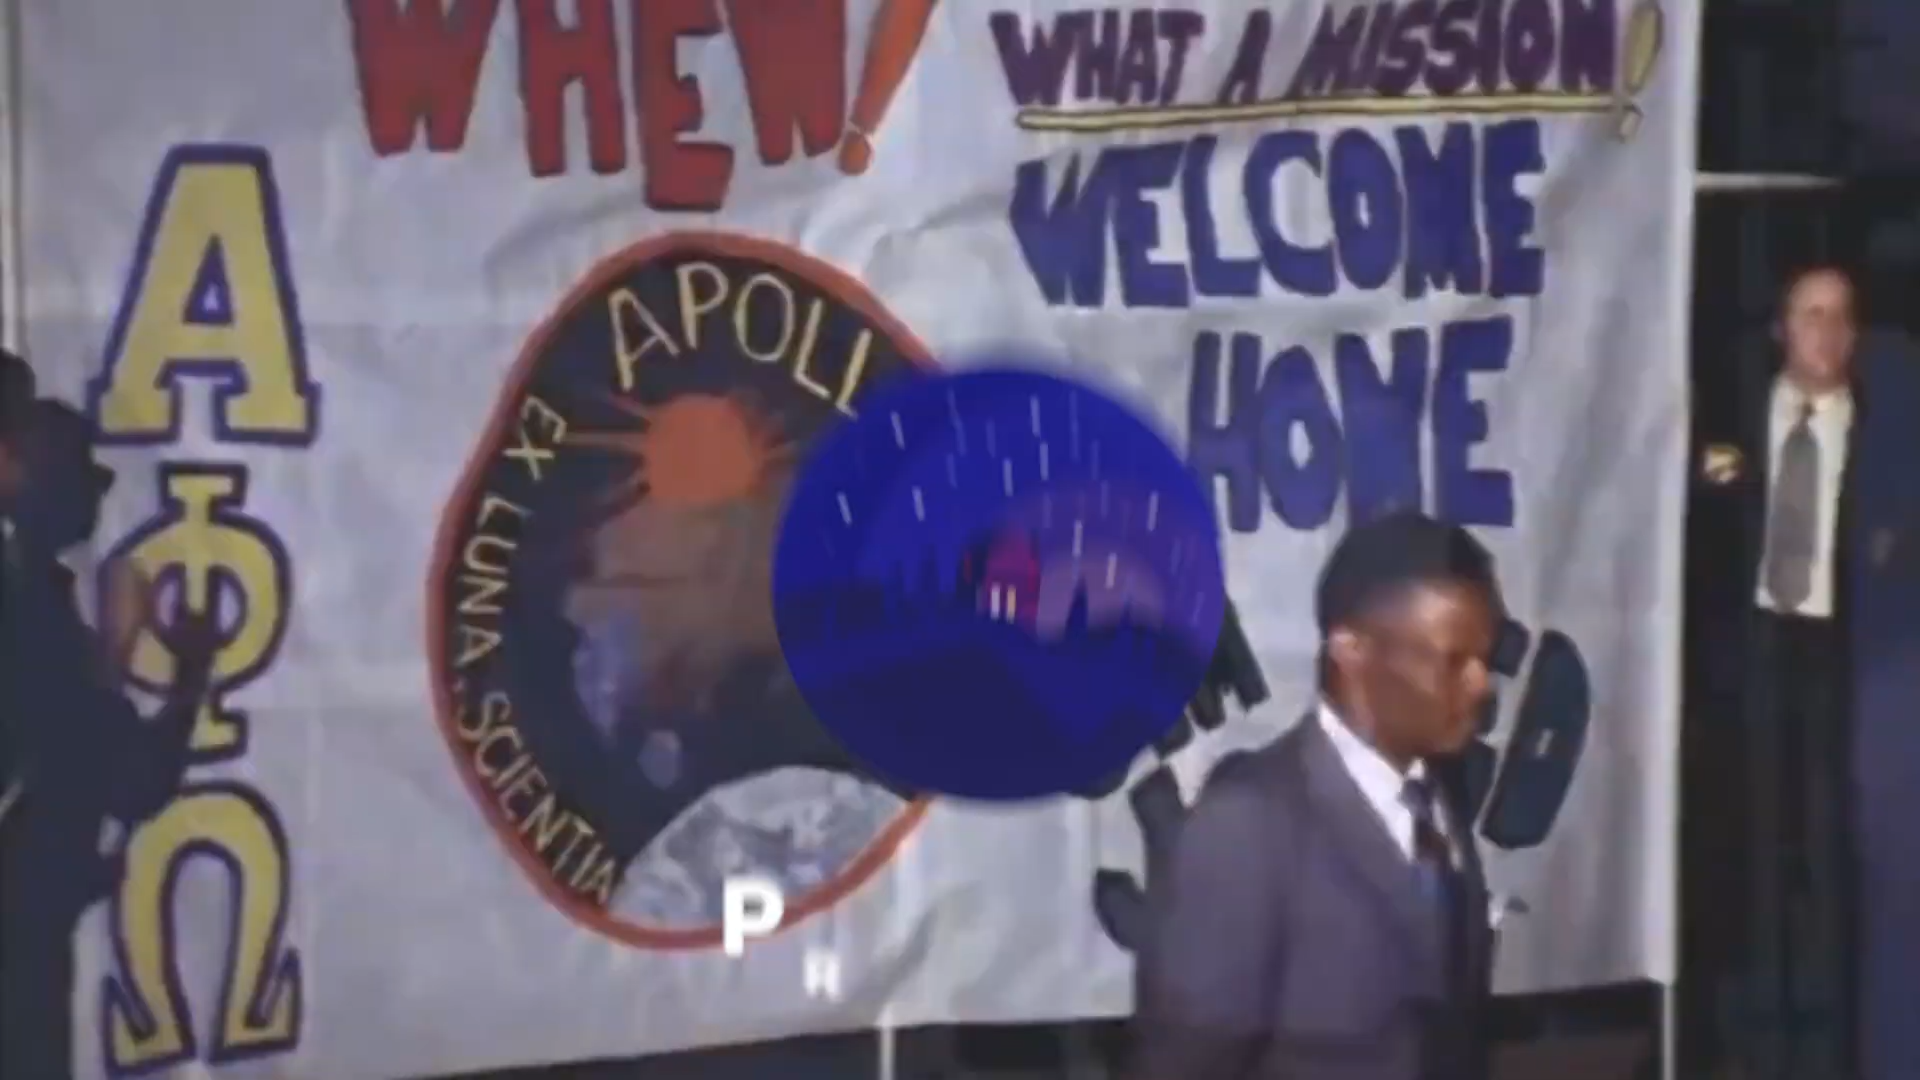 WHEW!
WHAT A MISSION!
WELCOME
HOME
ΑΦΩ
APOLL
EX LUNA, SCIENTIA
P